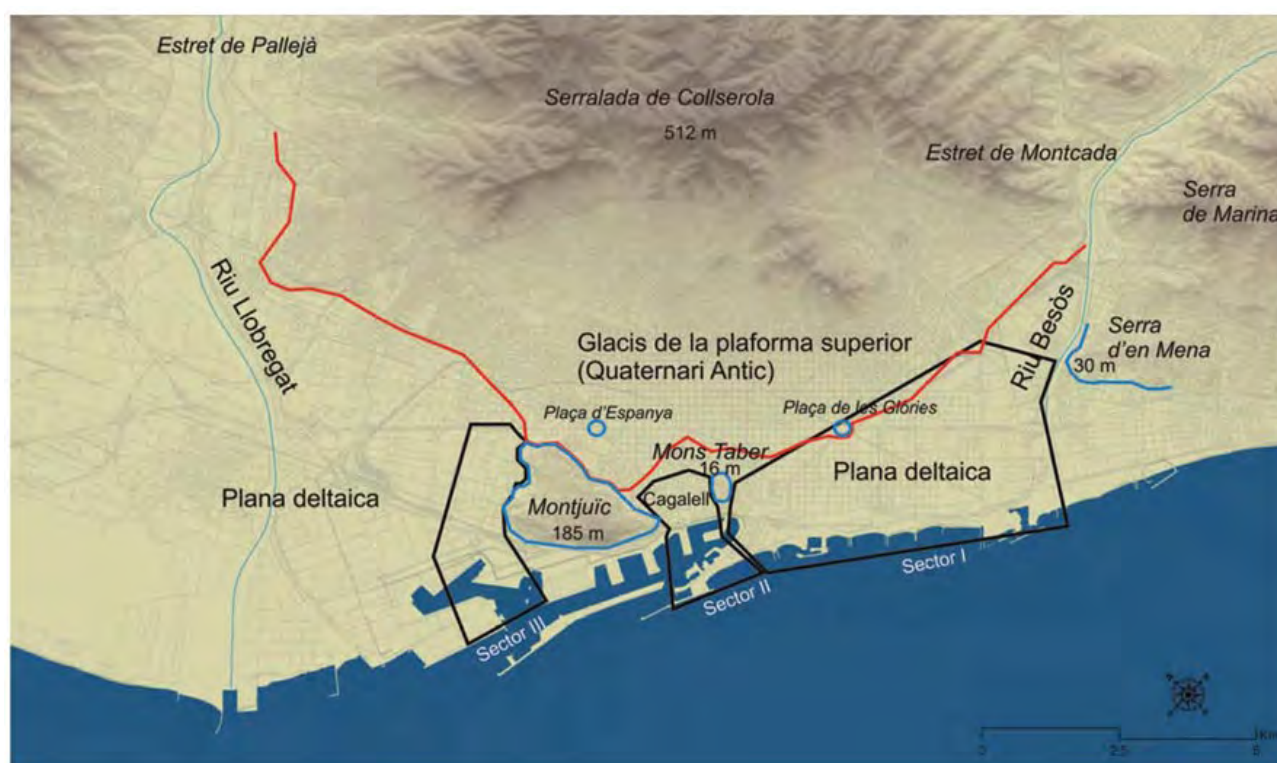 Estret de Pallejà
Serralada de Collserola
512 m
Estret de Montcada
Serra
de Marina
Riu Llobregat
Riu Besòs
Glacis de la plaforma superior
(Quaternari Antic)
Serra
d'en Mena
30 m
Plaça d'Espanya
Plaça de les Glòries
Mons Taber
16 m
Plana deltaica
Cagalell
Plana deltaica
Montjuïc
185 m
Sector I
Sector II
Sector III
0
2.5